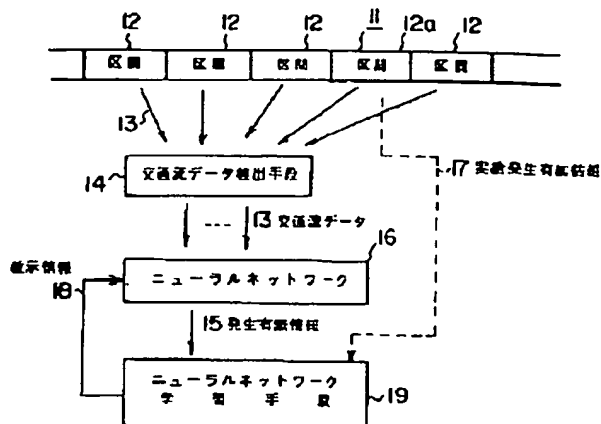 12 12 12 11 12a 12
区間 区間 区間 区間 区間
13
14 交通流データ検出手段
17 実際発生有無情報
13 交通流データ
16
教示情報
ニューラルネットワーク
18
15 発生有無情報
ニューラルネットワーク
学習手段
19